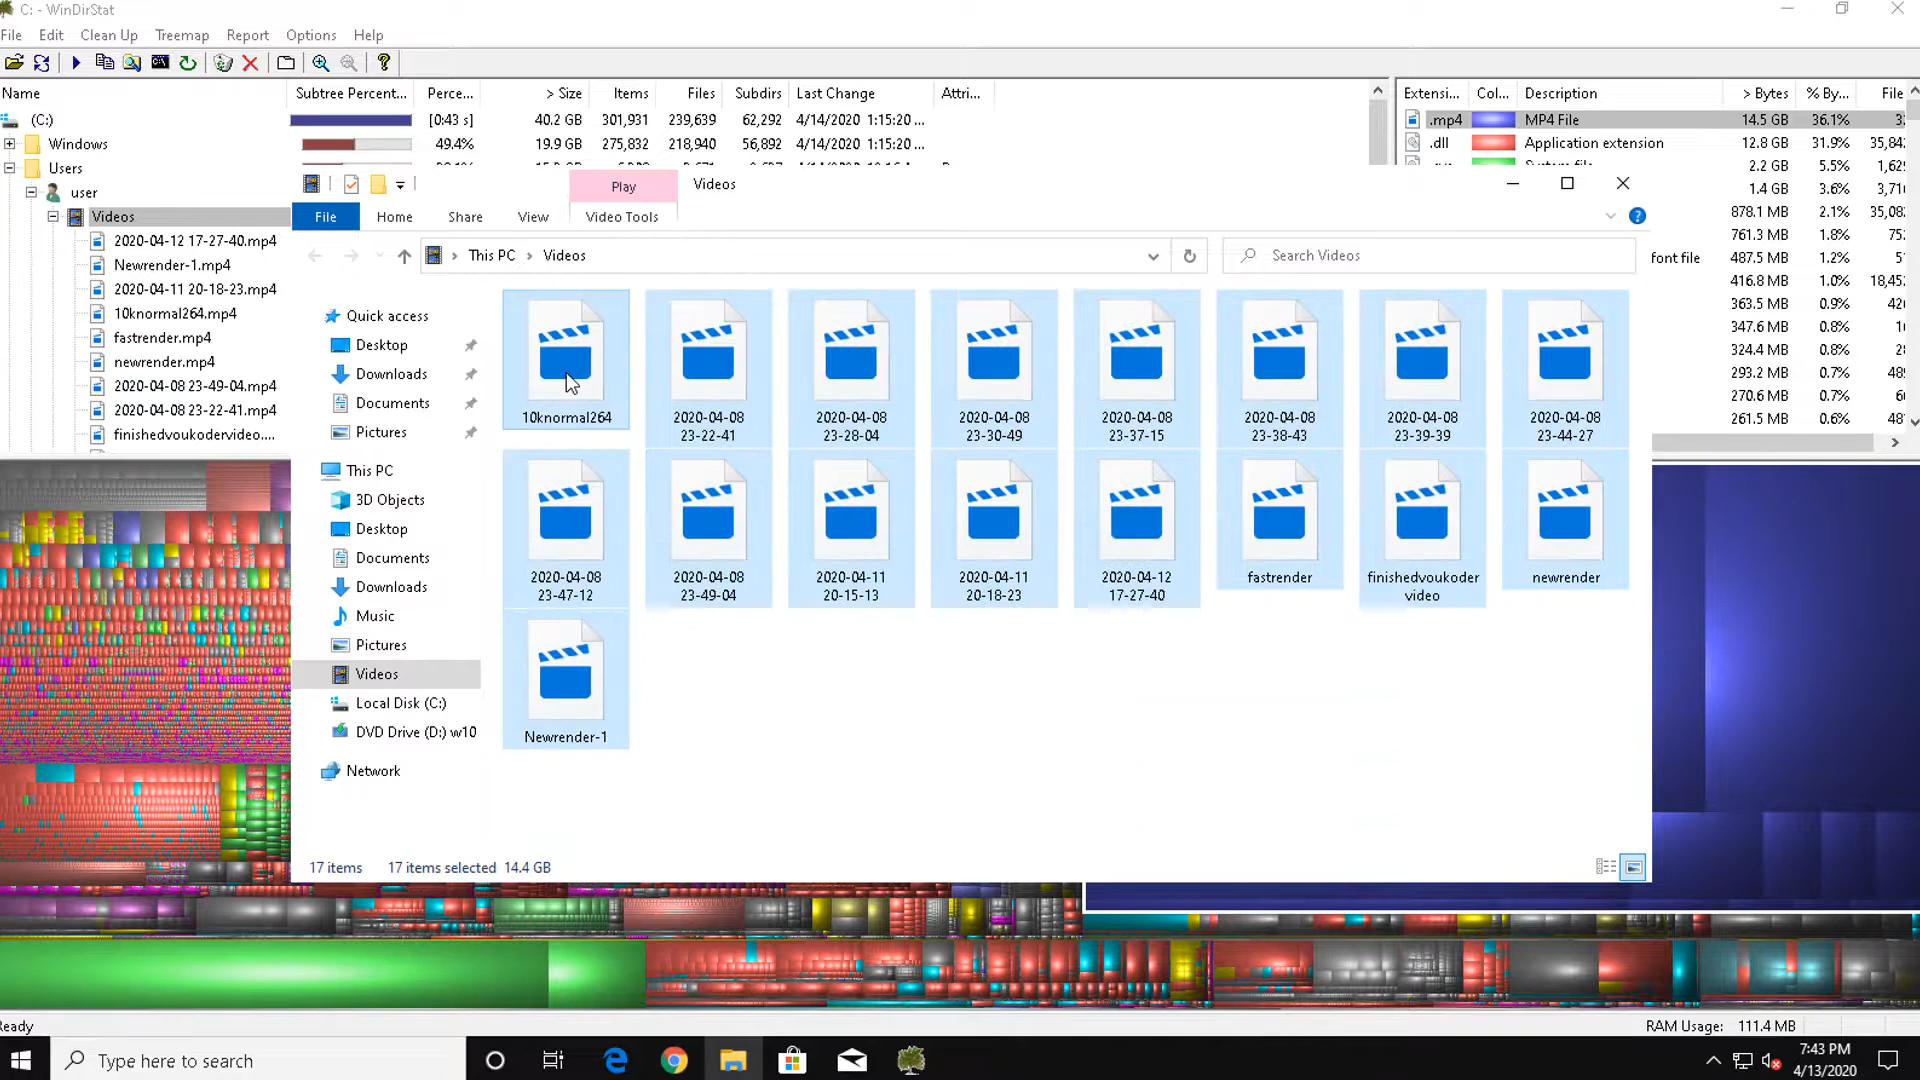 C: - WinDirStat
File Edit Clean Up Treemap Report Options Help
Name Subtree Percent... Perce... > Size Items Files Subdirs Last Change Attri...
(C:) [0:43 s] 40.2 GB 301,931 239,639 62,292 4/14/2020 1:15:20 ...
Windows 49.4% 19.9 GB 275,832 218,940 56,892 4/14/2020 1:15:20 ...
Users
user
Videos
2020-04-12 17-27-40.mp4
Newrender-1.mp4
2020-04-11 20-18-23.mp4
10knormal264.mp4
fastrender.mp4
newrender.mp4
2020-04-08 23-49-04.mp4
2020-04-08 23-22-41.mp4
finishedvoukodervideo....
Extensi... Col... Description > Bytes % By... File
.mp4 MP4 File 14.5 GB 36.1%
.dll Application extension 12.8 GB 31.9% 35,84
System file 2.2 GB 5.5% 1,62
1.4 GB 3.6% 3,71
878.1 MB 2.1% 35,08
761.3 MB 1.8% 75
font file 487.5 MB 1.2%
416.8 MB 1.0% 18,45
363.5 MB 0.9% 42
347.6 MB 0.8%
324.4 MB 0.8%
293.2 MB 0.7% 48
270.6 MB 0.7%
261.5 MB 0.6% 48
Play Videos
File Home Share View Video Tools
This PC > Videos
Search Videos
Quick access
Desktop
Downloads
Documents
Pictures
This PC
3D Objects
Desktop
Documents
Downloads
Music
Pictures
Videos
Local Disk (C:)
DVD Drive (D:) w10
Network
10knormal264
2020-04-08
23-22-41
2020-04-08
23-28-04
2020-04-08
23-30-49
2020-04-08
23-37-15
2020-04-08
23-38-43
2020-04-08
23-39-39
2020-04-08
23-44-27
2020-04-08
23-47-12
2020-04-08
23-49-04
2020-04-11
20-15-13
2020-04-11
20-18-23
2020-04-12
17-27-40
fastrender
finishedvoukoder
video
newrender
Newrender-1
17 items 17 items selected 14.4 GB
Ready
RAM Usage: 111.4 MB
Type here to search
7:43 PM
4/13/2020